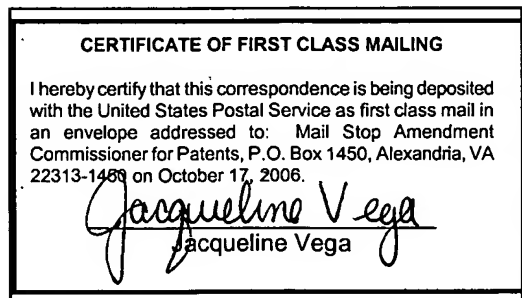 CERTIFICATE OF FIRST CLASS MAILING
I hereby certify that this correspondence is being deposited
with the United States Postal Service as first class mail in
an envelope addressed to: Mail Stop Amendment
Commissioner for Patents, P.O. Box 1450, Alexandria, VA
22313-1450 on October 17, 2006.
Jacqueline Vega
Jacqueline Vega